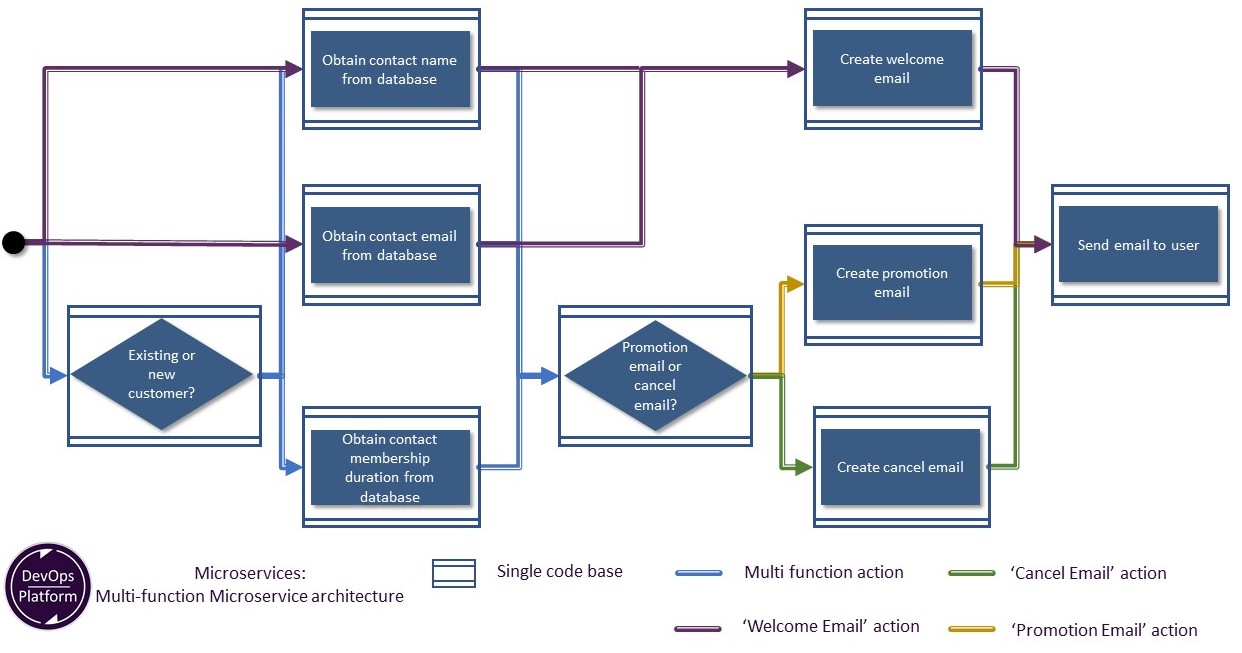 Obtain contact name
from database
Create welcome
email
Obtain contact email
from database
Send email to user
Create promotion
email
Existing or
new
customer?
Promotion
email or
cancel
email?
Obtain contact
membership
duration from
database
Create cancel email
DevOps
Platform
Microservices:
Multi-function Microservice architecture
Single code base
Multi function action
‘Cancel Email’ action
‘Welcome Email’ action
‘Promotion Email’ action